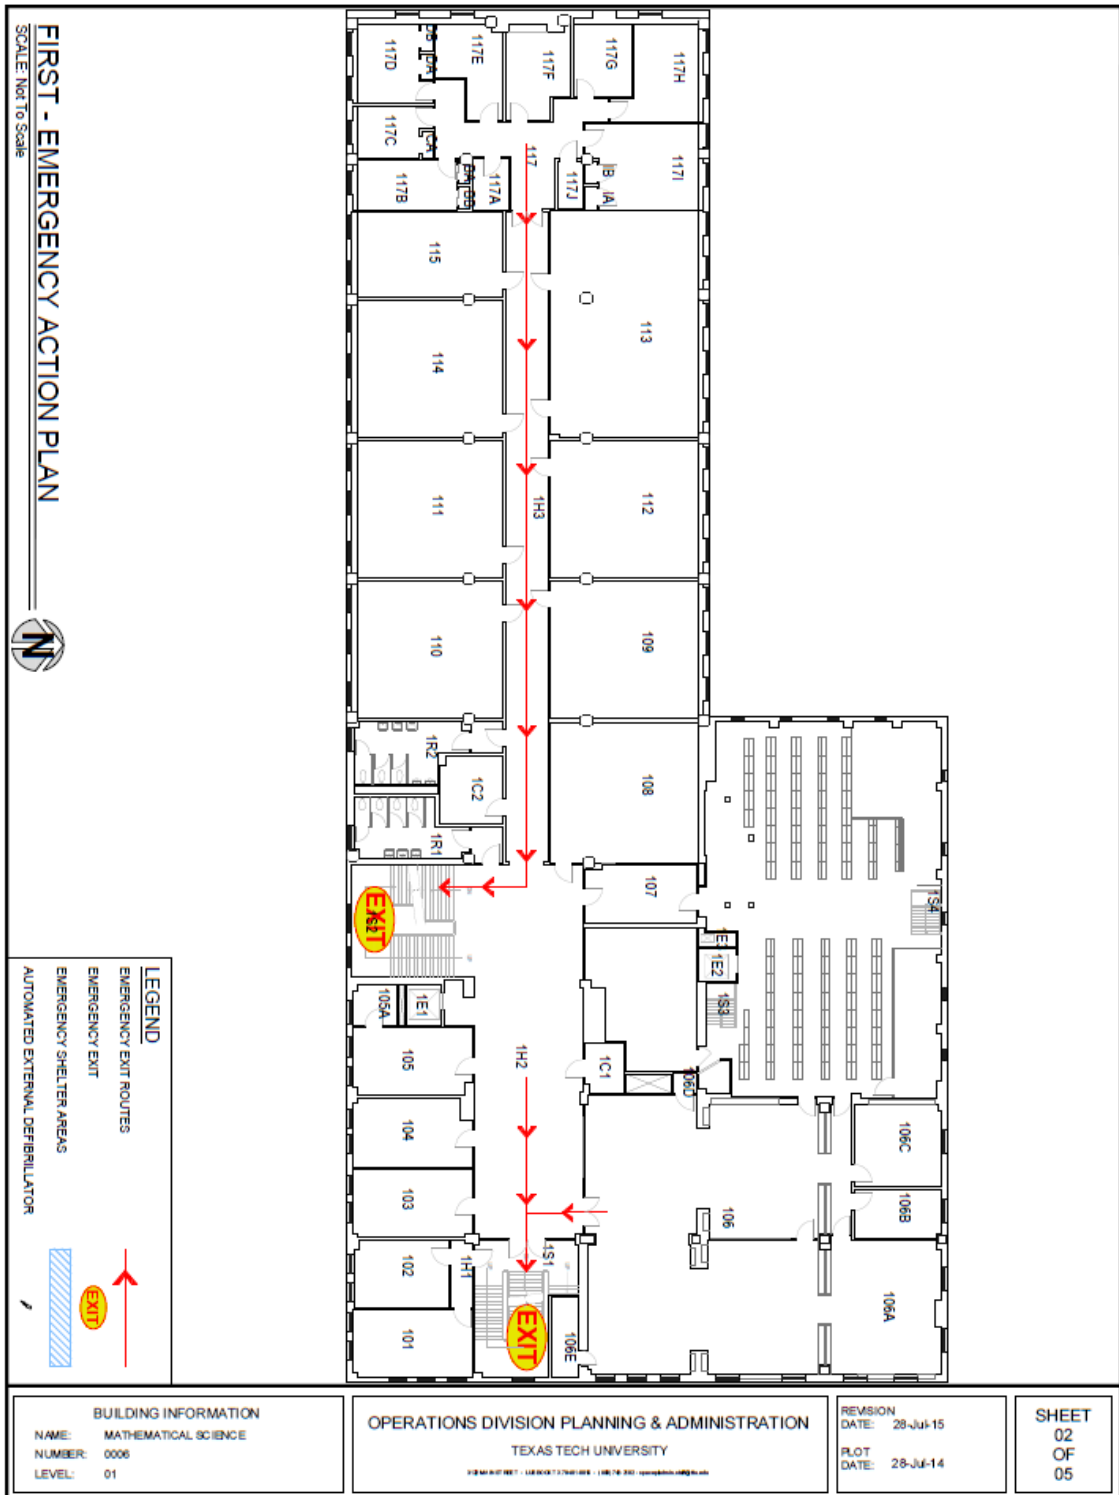 FIRST - EMERGENCY ACTION PLAN
SCALE: Not To Scale
N
117D
DB
DA
117E
117F
117G
117H
117C
CA
117
117I
117B
117A
117J
IB
IA
115
113
114
111
1H3
112
110
109
1R2
1C2
108
1R1
107
1S4
EXIT
1E2
1S3
105A
1E1
105
1H2
1C1
106D
104
106C
103
106
106B
1S1
102
1H1
106A
101
EXIT
106E
LEGEND
EMERGENCY EXIT ROUTES
EMERGENCY EXIT
EXIT
EMERGENCY SHELTER AREAS
AUTOMATED EXTERNAL DEFIBRILLATOR
BUILDING INFORMATION
NAME: MATHEMATICAL SCIENCE
NUMBER: 0006
LEVEL: 01
OPERATIONS DIVISION PLANNING & ADMINISTRATION
TEXAS TECH UNIVERSITY
REVISION
DATE: 28-Jul-15
PLOT
DATE: 28-Jul-14
SHEET
02
OF
05